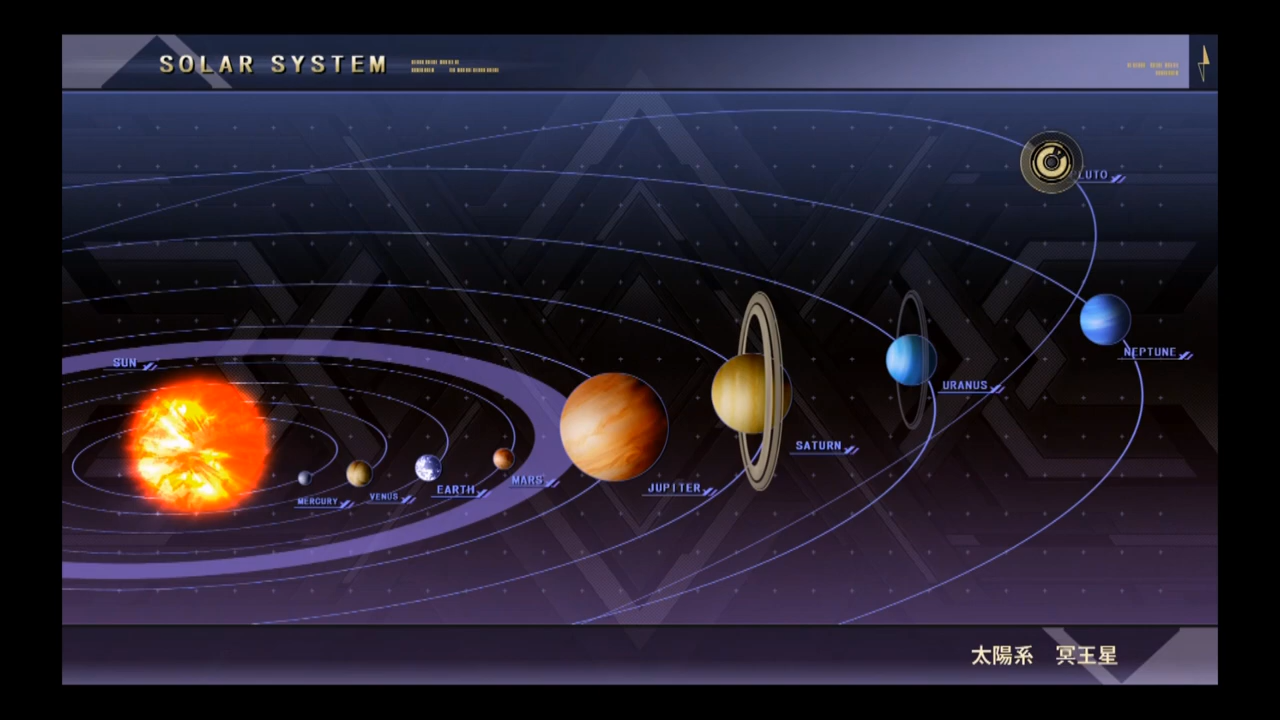 SOLAR SYSTEM
LUTO
NEPTUNE
SUN
URANUS
SATURN
MARS
JUPITER
EARTH
VENUS
MERCURY
太陽系 冥王星